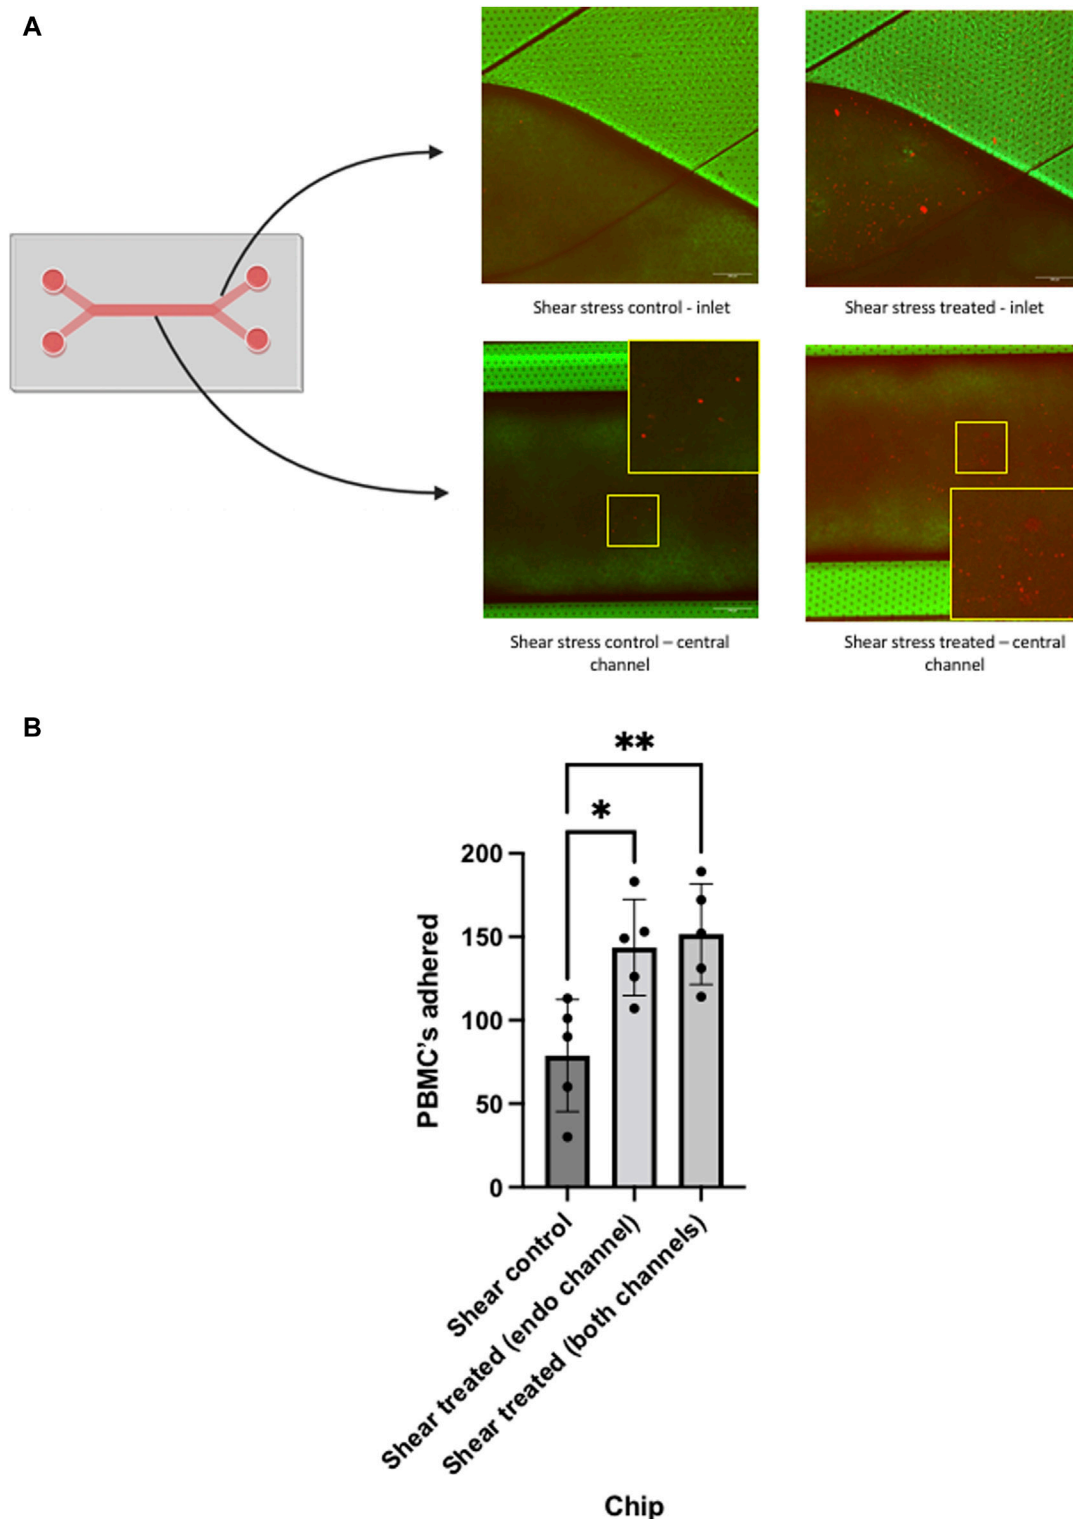 A
Shear stress control - inlet
Shear stress treated - inlet
Shear stress control – central
channel
Shear stress treated – central
channel
B
**
*
200
150
100
50
0
PBMC's adhered
Shear control
Shear treated (endo channel)
Shear treated (both channels)
Chip